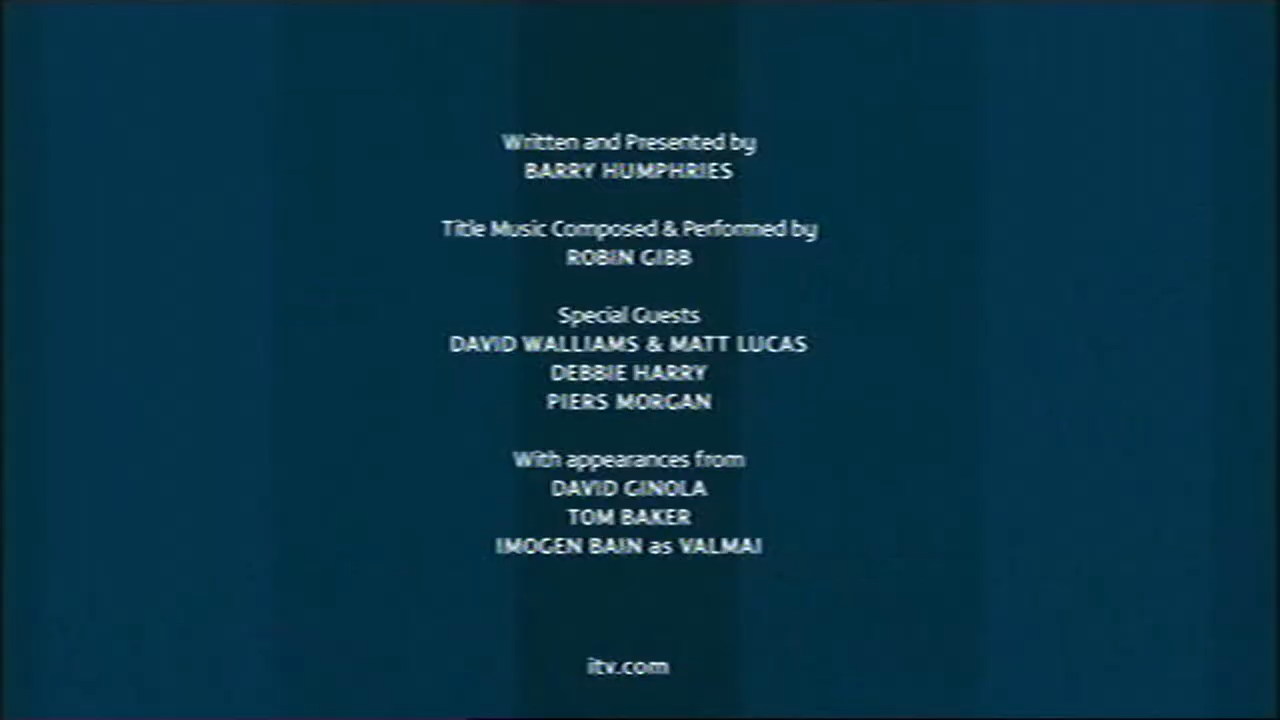 Written and Presented by
BARRY HUMPHRIES
Title Music Composed & Performed by
ROBIN GIBB
Special Guests
DAVID WALLIAMS & MATT LUCAS
DEBBIE HARRY
PIERS MORGAN
With appearances from
DAVID GINOLA
TOM BAKER
IMOGEN BAIN as VALMAI
itv.com